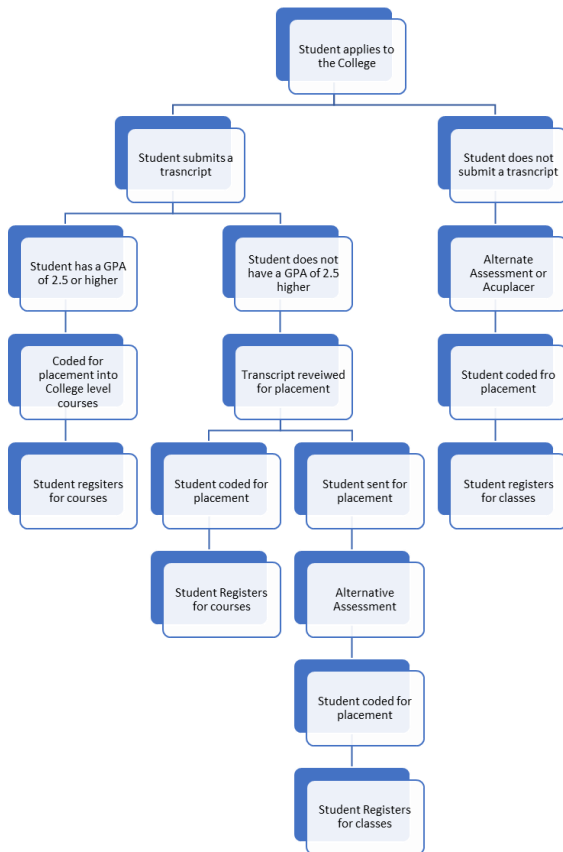 Student applies to
the College
Student submits a
trasncript
Student does not
submit a trasncript
Student has a GPA
of 2.5 or higher
Student does not
have a GPA of 2.5
higher
Alternate
Assessment or
Acuplacer
Coded for
placement into
College level
courses
Transcript reveiwed
for placement
Student coded fro
placement
Student regsiters
for courses
Student coded for
placement
Student sent for
placement
Student registers
for classes
Student Registers
for courses
Alternative
Assessment
Student coded for
placement
Student Registers
for classes